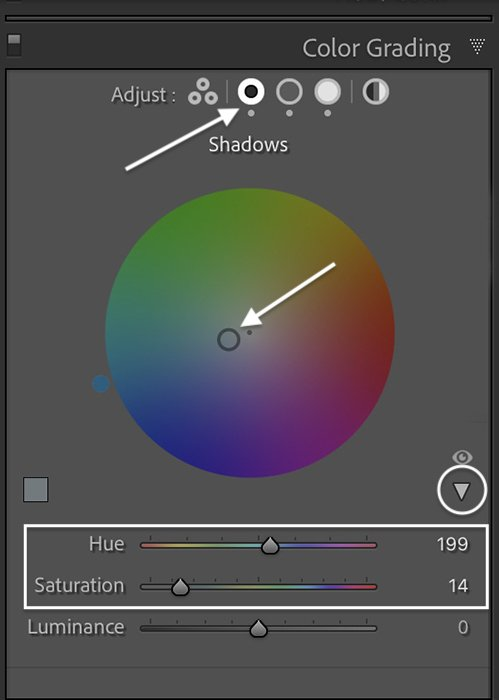 Color Grading
Adjust :
Shadows
Hue 199
Saturation 14
Luminance 0